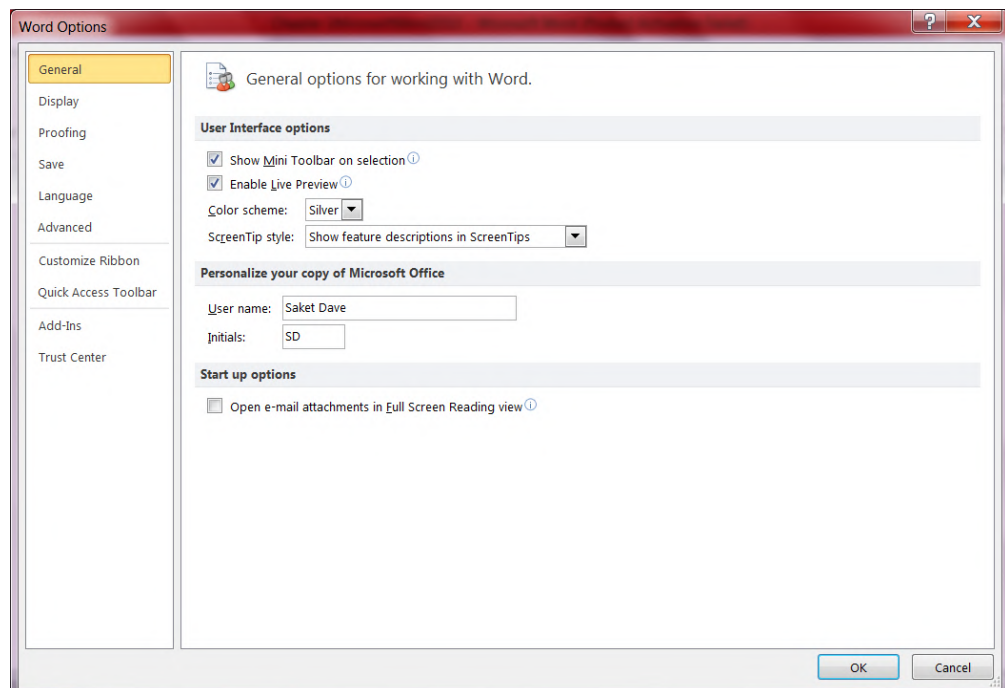 Word Options
?
X
General
Display
Proofing
Save
Language
Advanced
Customize Ribbon
Quick Access Toolbar
Add-Ins
Trust Center
General options for working with Word.
User Interface options
Show Mini Toolbar on selection
Enable Live Preview
Color scheme: Silver
ScreenTip style: Show feature descriptions in ScreenTips
Personalize your copy of Microsoft Office
User name: Saket Dave
Initials: SD
Start up options
Open e-mail attachments in Full Screen Reading view
OK Cancel